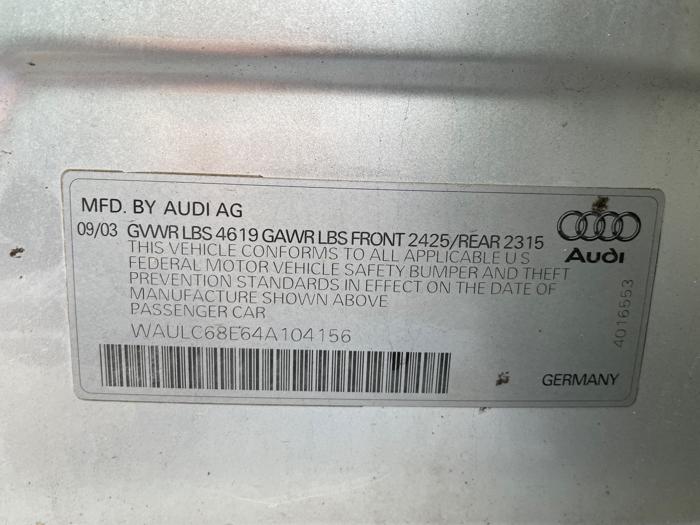 MFD. BY AUDI AG
09/03 GVWR LBS 4619 GAWR LBS FRONT 2425/REAR 2315
THIS VEHICLE CONFORMS TO ALL APPLICABLE U S
FEDERAL MOTOR VEHICLE SAFETY BUMPER AND THEFT
PREVENTION STANDARDS IN EFFECT ON THE DATE OF
MANUFACTURE SHOWN ABOVE
PASSENGER CAR
WAULC68E64A104156
Audi
4016553
GERMANY